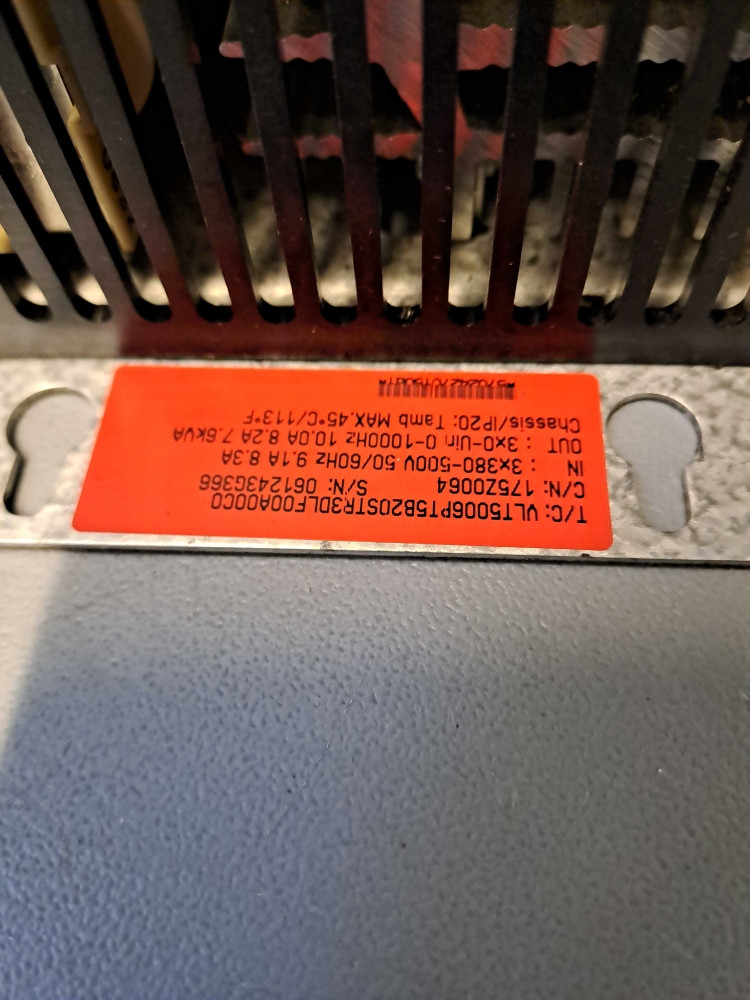 T/C: VLT5006PT5B20STR3DLF00A00C0
C/N: 175Z0064 S/N: 061243G366
IN : 3x380-500V 50/60Hz 9.1A 8.3A
OUT : 3x0-Uin 0-1000Hz 10.0A 8.2A 7.6kVA
Chassis/IP20: Tamb MAX.45°C/113°F